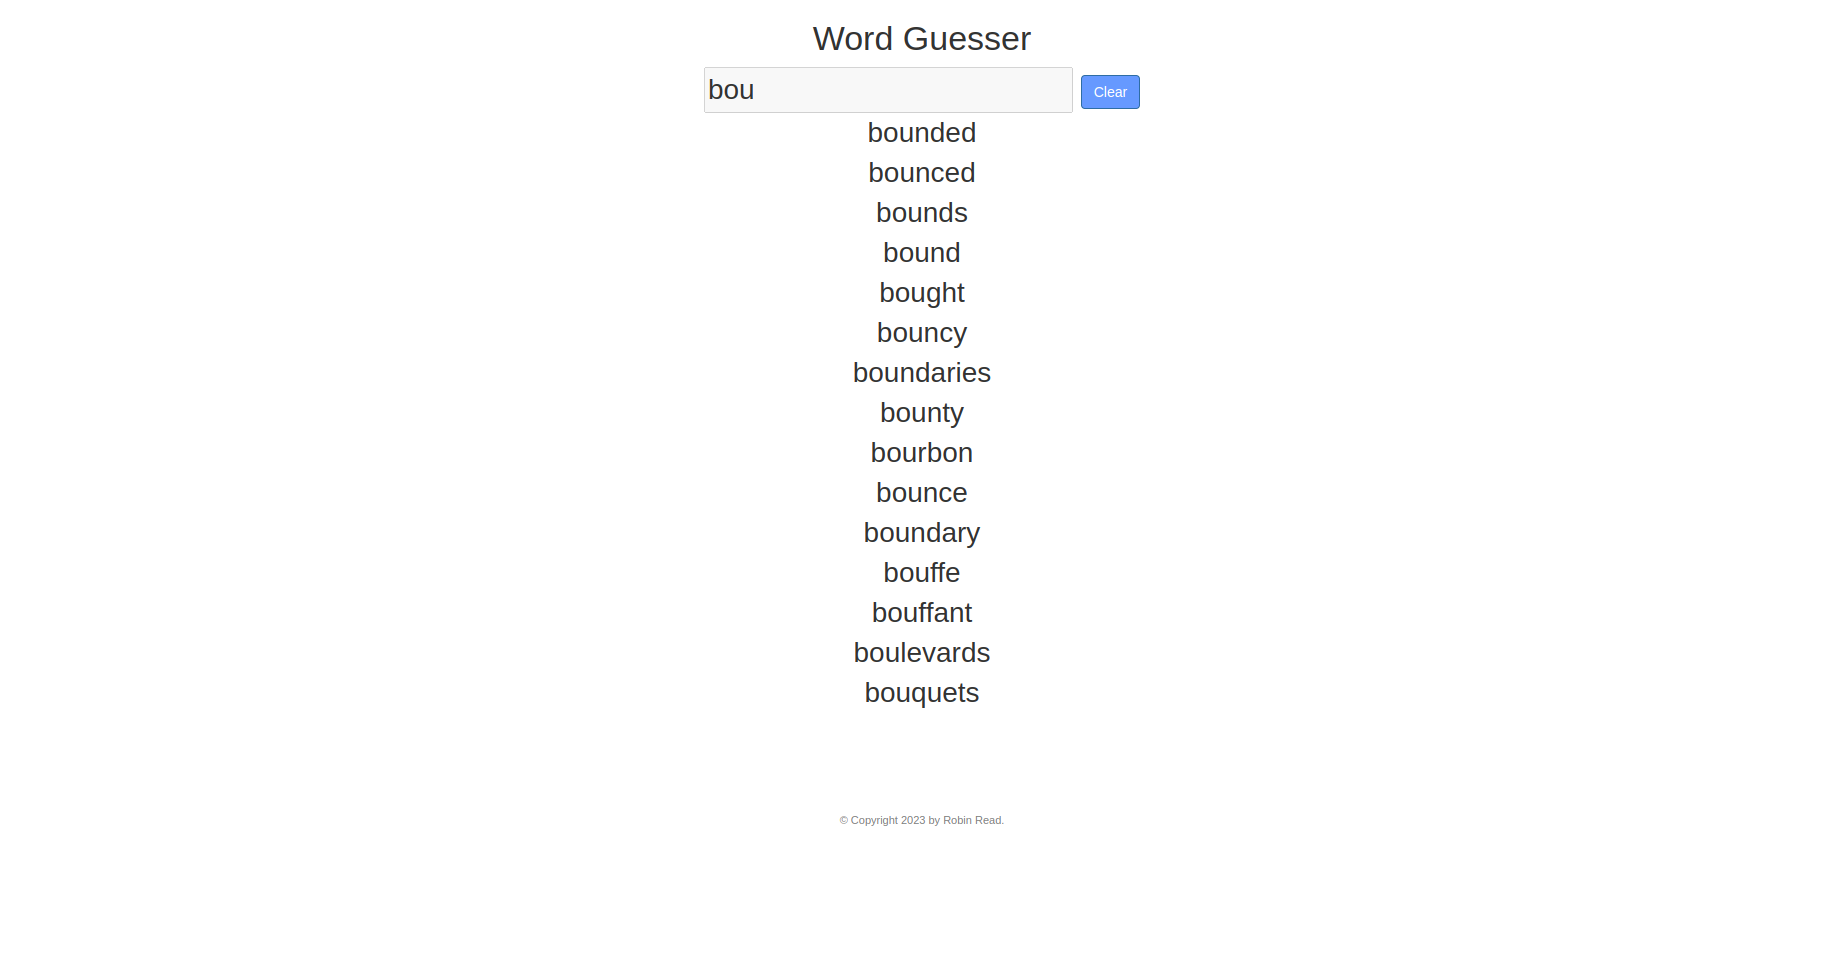 Word Guesser
bou
Clear
bounded
bounced
bounds
bound
bought
bouncy
boundaries
bounty
bourbon
bounce
boundary
bouffe
bouffant
boulevards
bouquets
© Copyright 2023 by Robin Read.